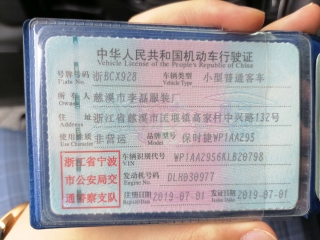 中华人民共和国机动车行驶证
Vehicle License of the People's Republic of China
号牌号码 浙BCX928 车辆类型 小型普通客车
Plate No. Vehicle Type
所有人 慈溪市李磊服装厂
Owner
住址 浙江省慈溪市匡堰镇高家村中兴路132号
Address
使用性质 非营运 品牌型号 保时捷WP1AA295
Use Character Model
浙江省宁波
市公安局交
通警察支队
车辆识别代号 WP1AA2956KLB20798
VIN
发动机号码 DLH030977
Engine No.
注册日期 2019-07-01 发证日期 2019-07-01
Register Date Issue Date